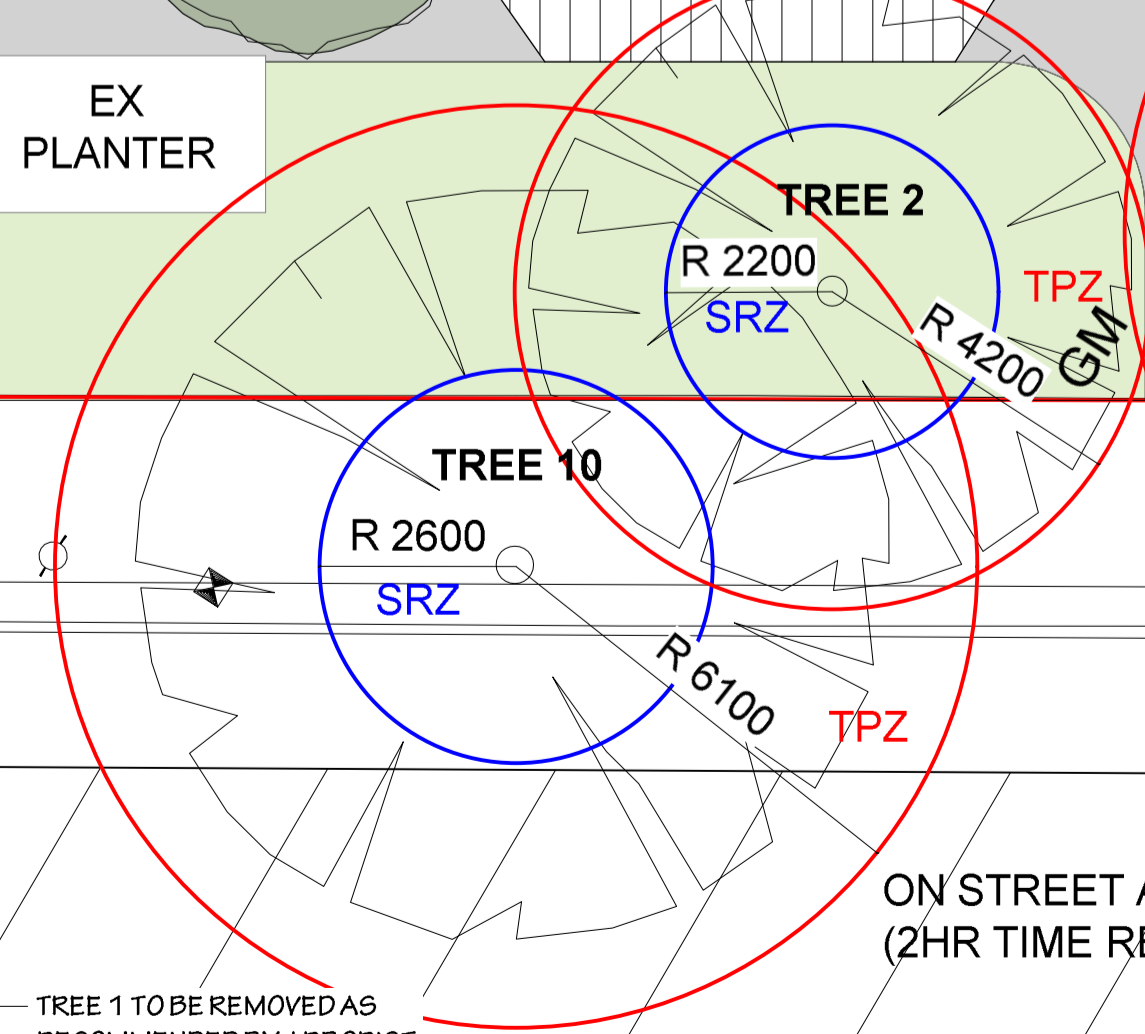 EX
PLANTER
TREE 2
R 2200
SRZ
TPZ
R 4200
GM
TREE 10
R 2600
SRZ
R 6100
TPZ
ON STREET
(2HR TIME
TREE 1 TO BE REMOVED AS